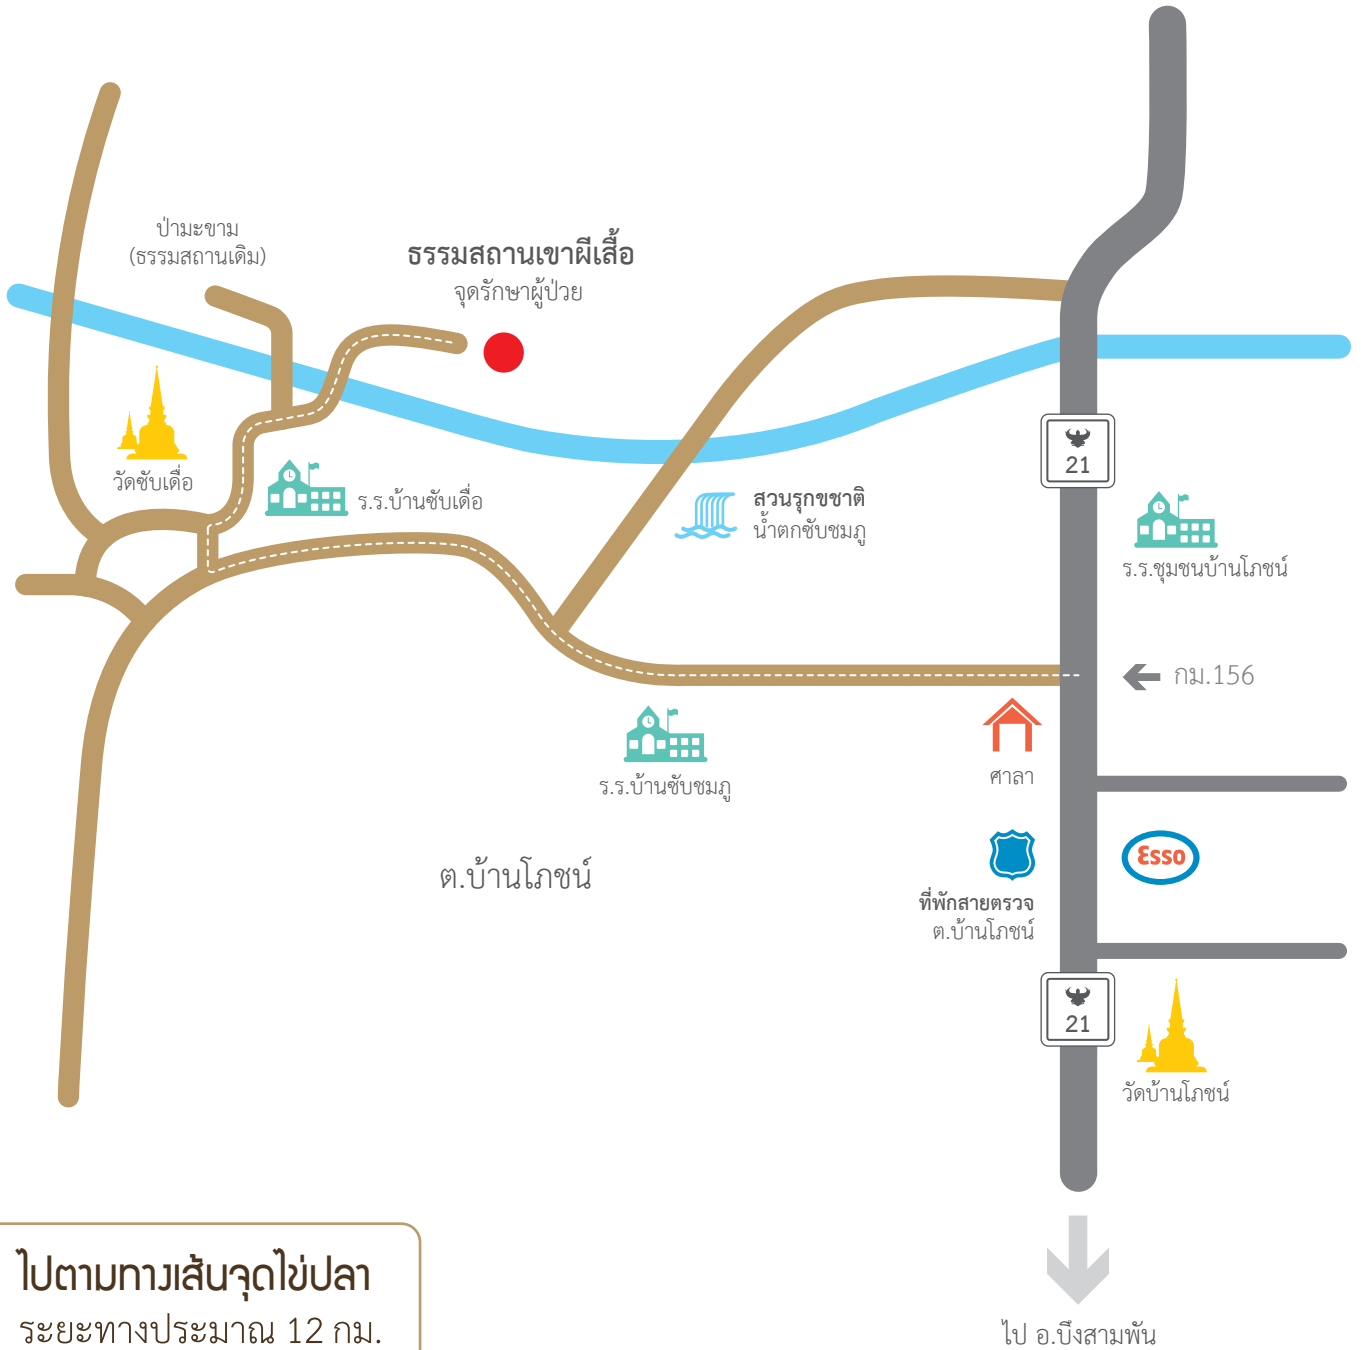 ป่ามะขาม
(ธรรมสถานเดิม)
ธรรมสถานเขาผีเสื้อ
จุดรักษาผู้ป่วย
วัดซับเดื่อ
ร.ร.บ้านซับเดื่อ
สวนรุกขชาติ
น้ำตกซับชมภู
21
ร.ร.ชุมชนบ้านโภชน์
กม.156
ร.ร.บ้านซับชมภู
ศาลา
ต.บ้านโภชน์
Esso
ที่พักสายตรวจ
ต.บ้านโภชน์
21
วัดบ้านโภชน์
ไปตามทางเส้นจุดไข่ปลา
ระยะทางประมาณ 12 กม.
ไป อ.บึงสามพัน